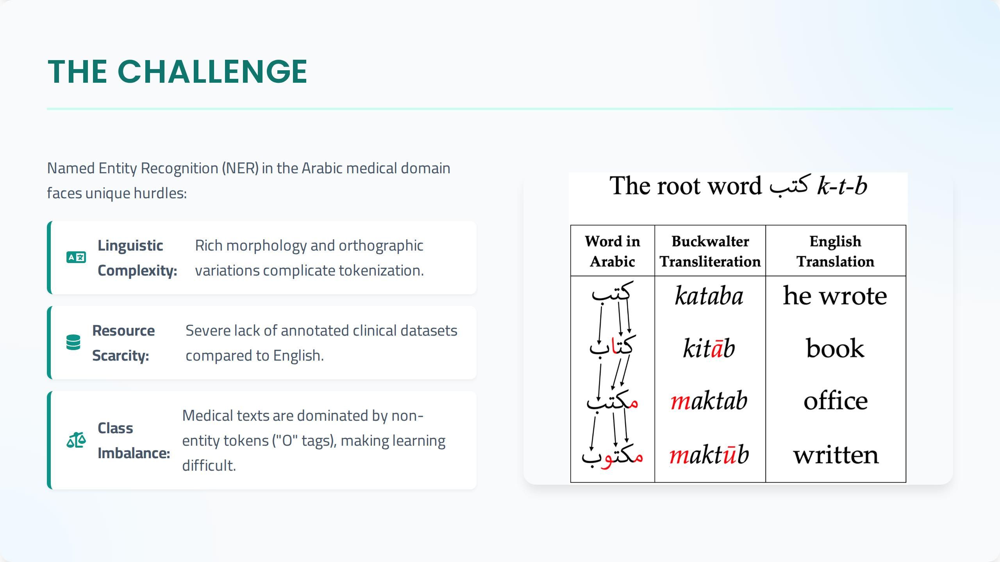 THE CHALLENGE
Named Entity Recognition (NER) in the Arabic medical domain
faces unique hurdles:
Linguistic
Complexity:
Rich morphology and orthographic
variations complicate tokenization.
Resource
Scarcity:
Severe lack of annotated clinical datasets
compared to English.
Class
Imbalance:
Medical texts are dominated by non-
entity tokens ("O" tags), making learning
difficult.
The root word كتب k-t-b
Word in
Arabic
Buckwalter
Transliteration
English
Translation
كتب kataba he wrote
كتاب kitāb book
مكتب maktab office
مكتوب maktūb written